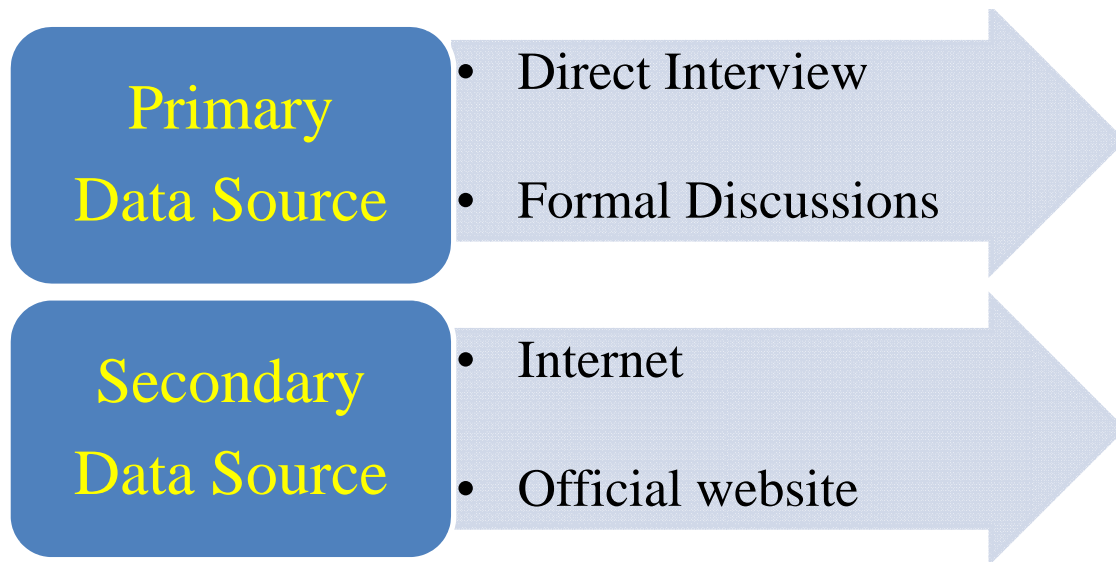 Primary
Data Source
• Direct Interview
• Formal Discussions
Secondary
Data Source
• Internet
• Official website